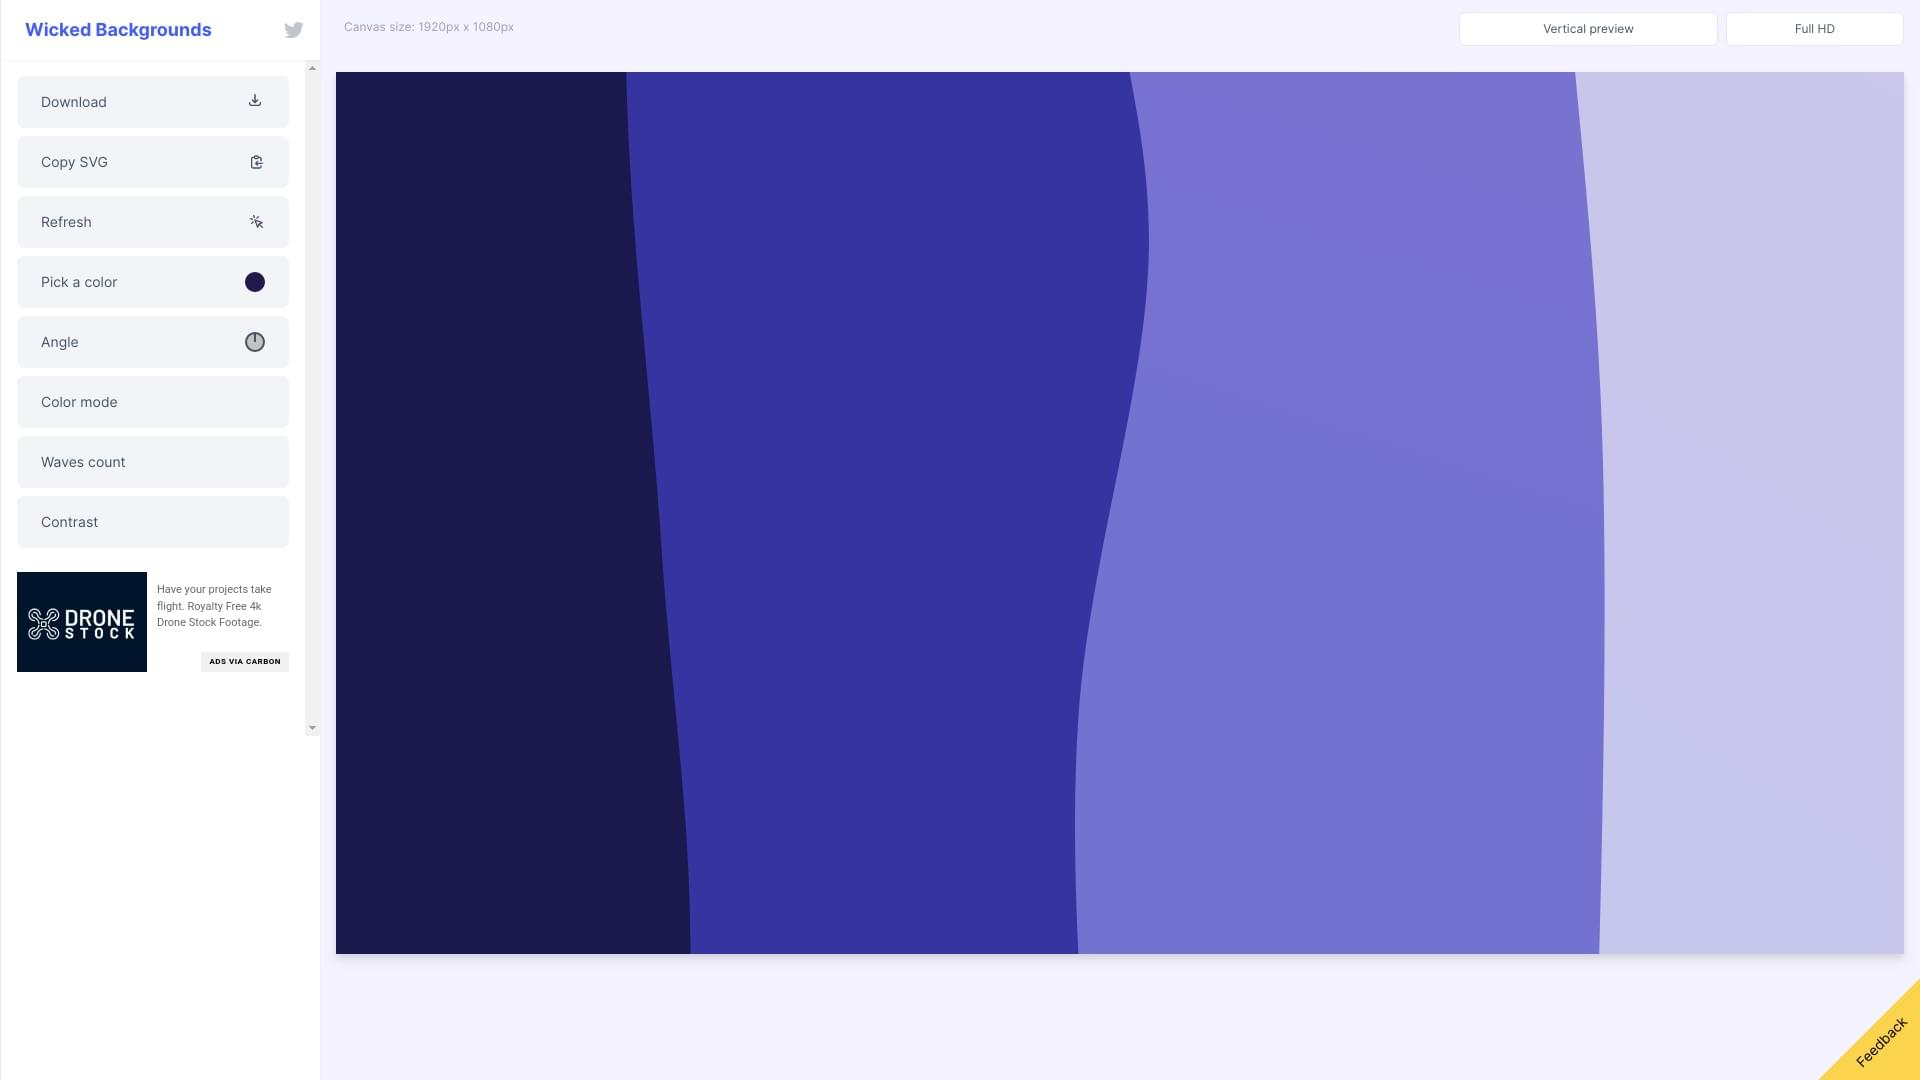 Wicked Backgrounds
Canvas size: 1920px x 1080px
Vertical preview
Full HD
Download
Copy SVG
Refresh
Pick a color
Angle
Color mode
Waves count
Contrast
DRONE
STOCK
Have your projects take
flight. Royalty Free 4k
Drone Stock Footage.
ADS VIA CARBON
Feedback